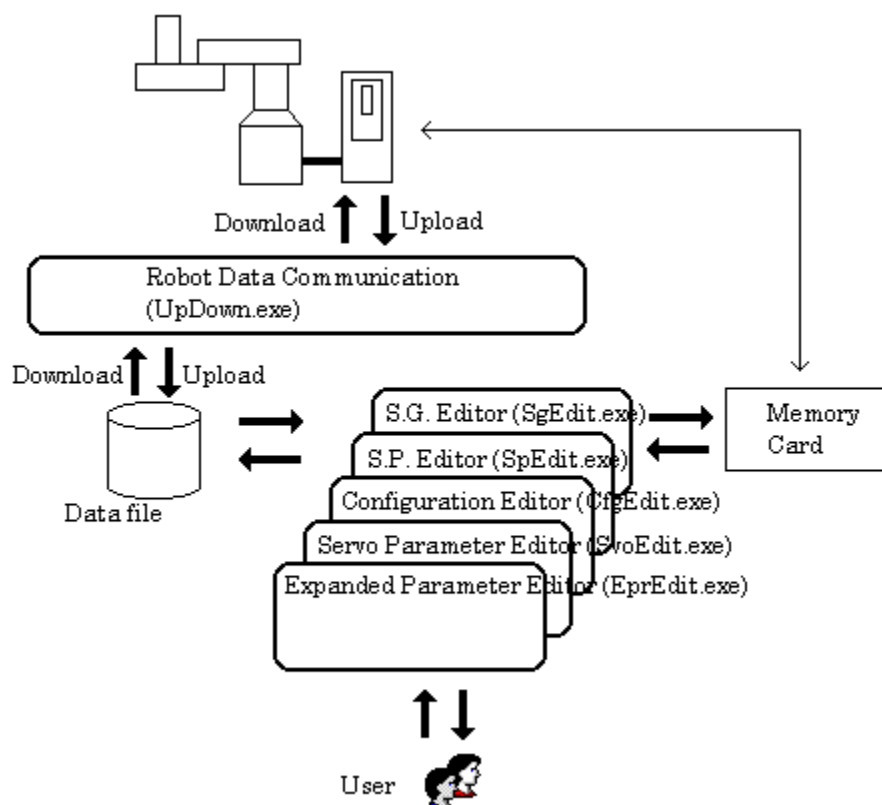 Download
Upload
Robot Data Communication
(UpDown.exe)
Download
Upload
S.G. Editor (SgEdit.exe)
Memory
Card
S.P. Editor (SpEdit.exe)
Configuration Editor (CfgEdit.exe)
Data file
Servo Parameter Editor (SvoEdit.exe)
Expanded Parameter Editor (EprEdit.exe)
User